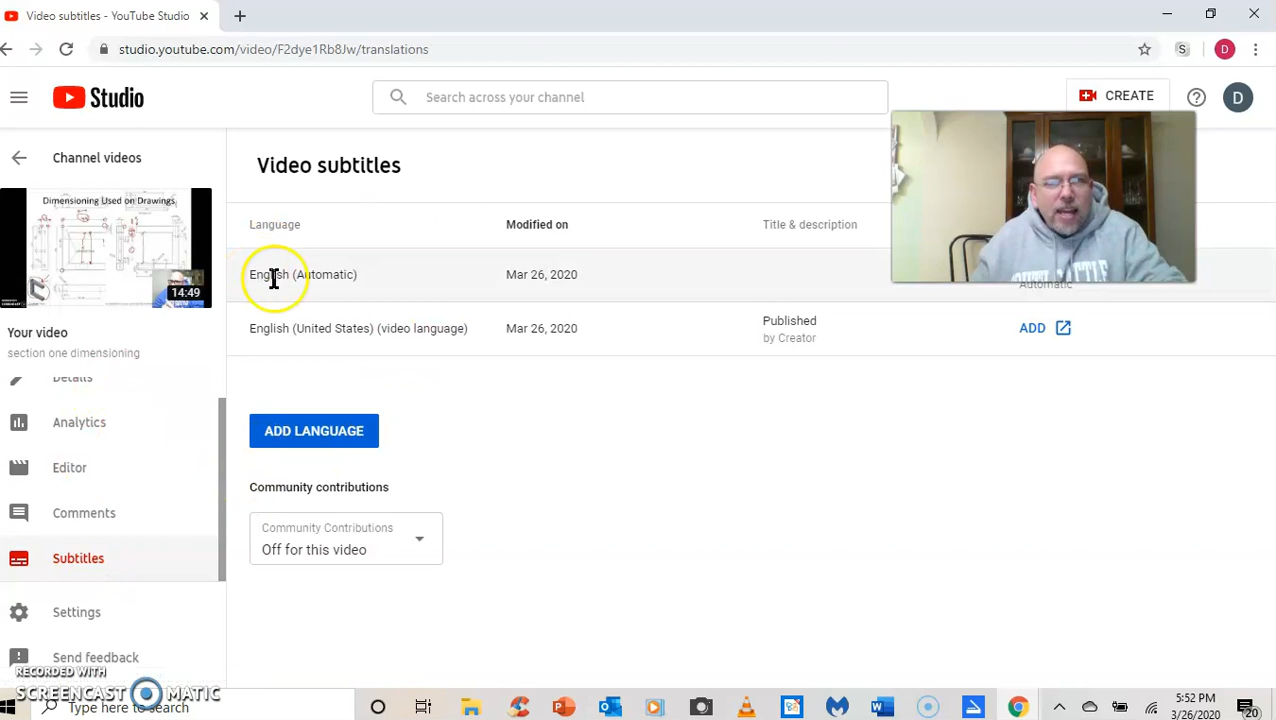 Video subtitles - YouTube Studio
studio.youtube.com/video/F2dye1Rb8Jw/translations
Studio
Search across your channel
CREATE
D
D
Channel videos
Dimensioning Used on Drawings
14:49
Your video
section one dimensioning
Details
Analytics
Editor
Comments
Subtitles
Settings
Send feedback
Video subtitles
Language
Modified on
Title & description
English (Automatic)
Mar 26, 2020
Automatic
English (United States) (video language)
Mar 26, 2020
Published
by Creator
ADD
ADD LANGUAGE
Community contributions
Community Contributions
Off for this video
RECORDED WITH
SCREENCAST MATIC
Type here to search
5:52 PM
3/26/2020
20